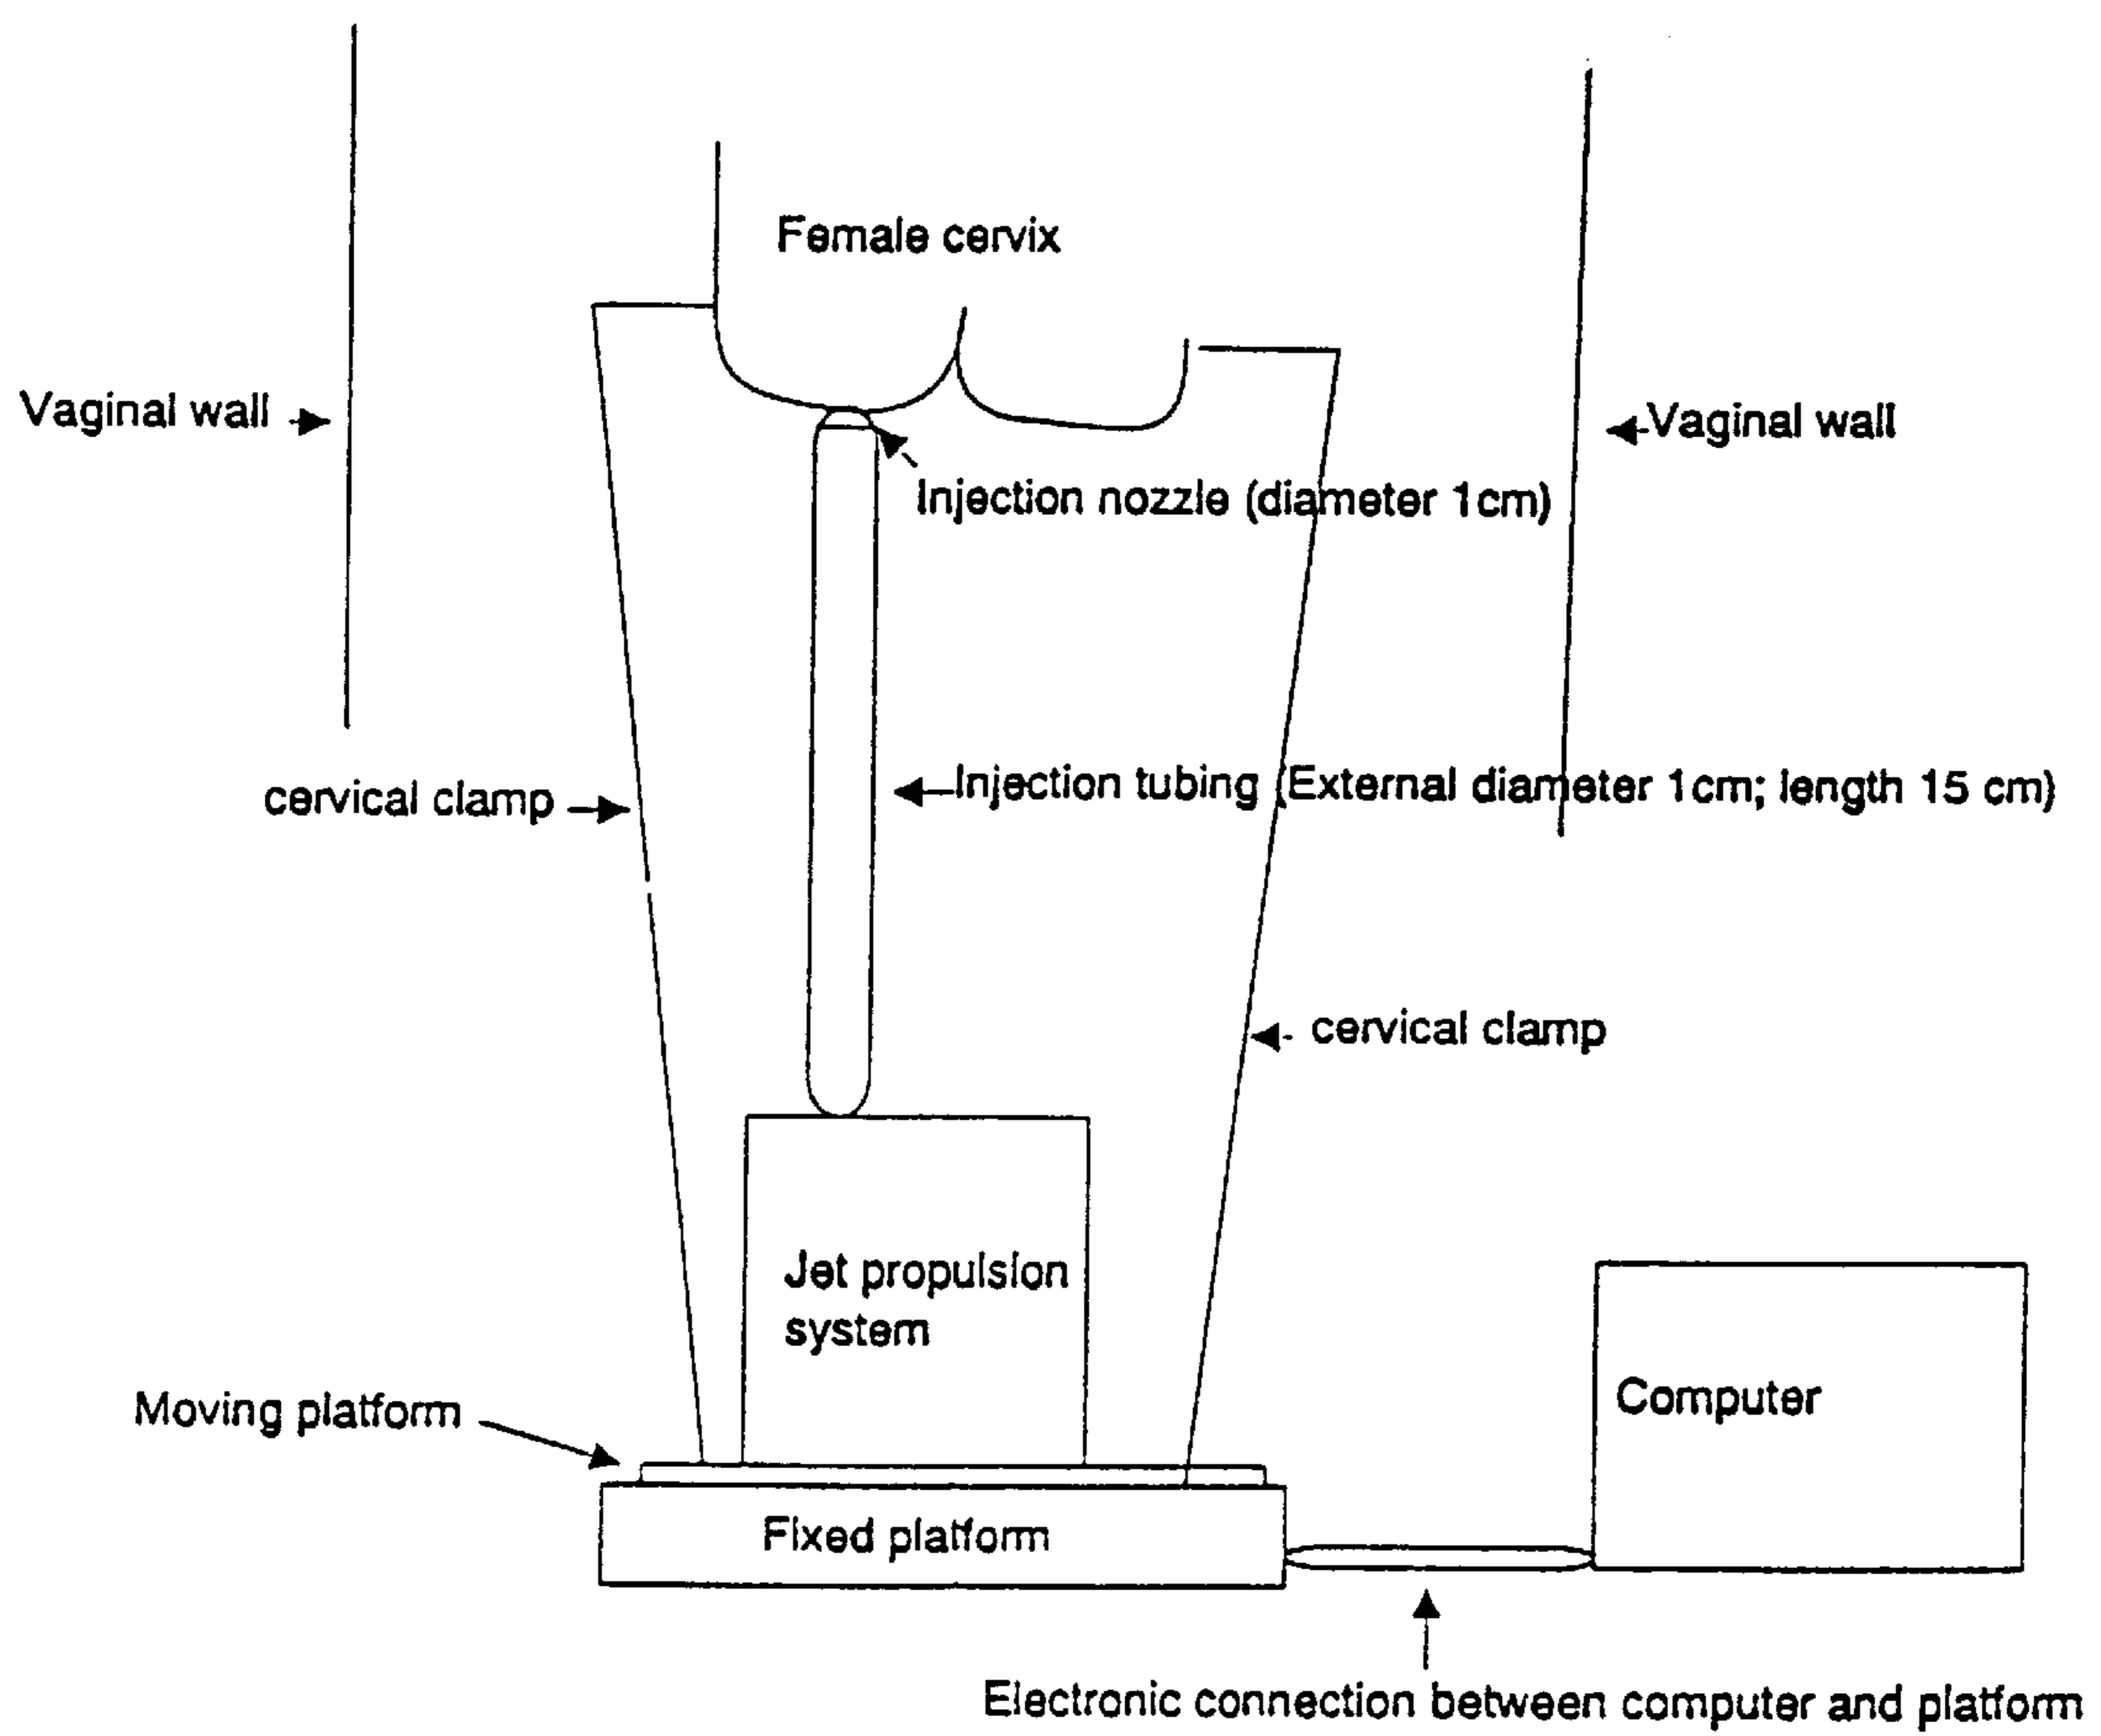 Female cervix
Vaginal wall
Vaginal wall
Injection nozzle (diameter 1cm)
cervical clamp
Injection tubing (External diameter 1cm; length 15 cm)
cervical clamp
Jet propulsion
system
Computer
Moving platform
Fixed platform
Electronic connection between computer and platform